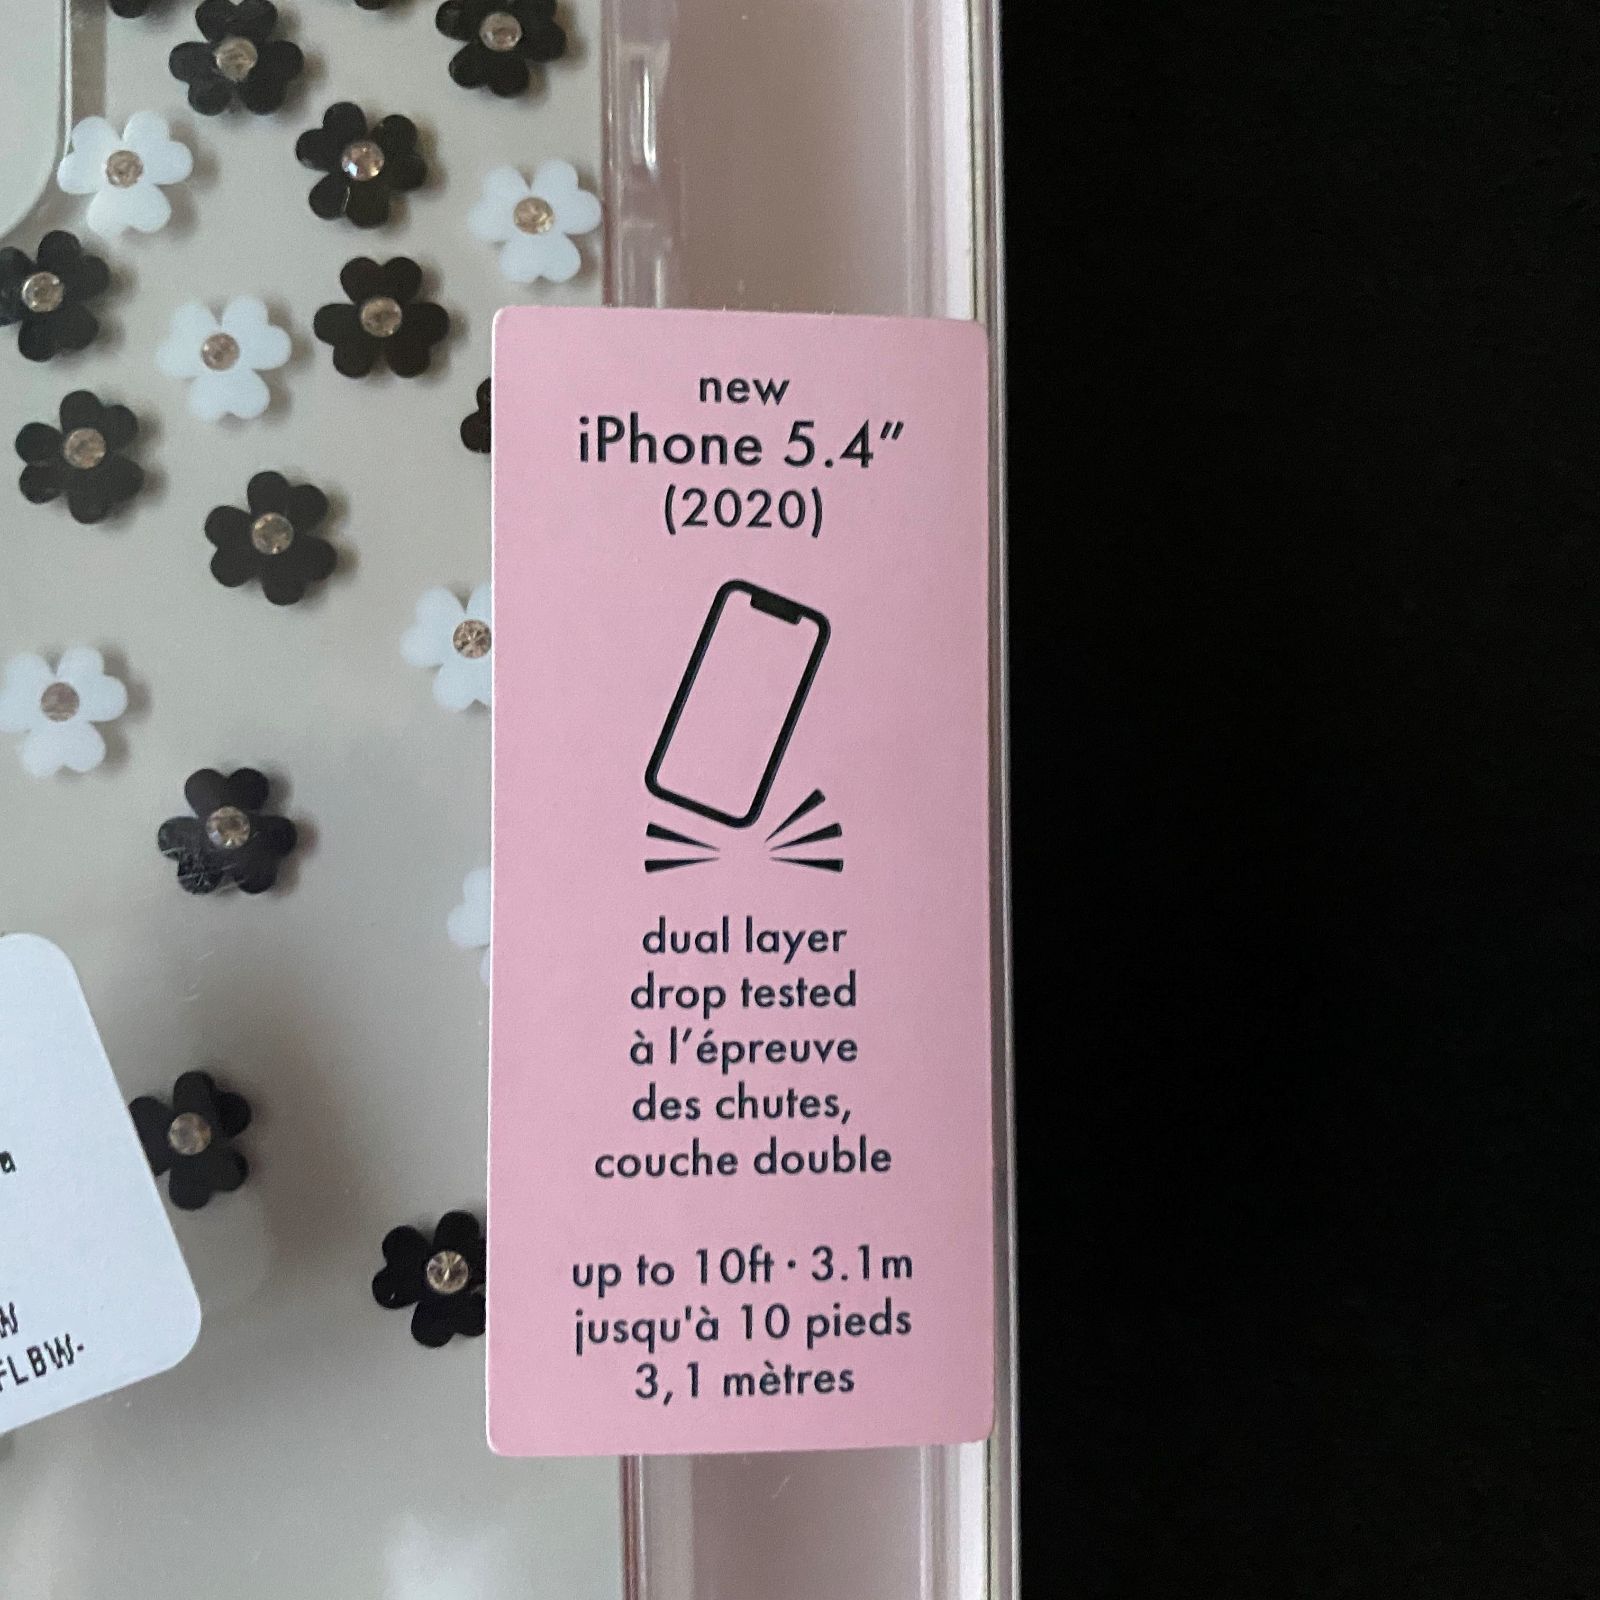 new
iPhone 5.4”
(2020)
dual layer
drop tested
à l’épreuve
des chutes,
couche double
up to 10ft · 3.1m
jusqu'à 10 pieds
3,1 mètres
FLBW-